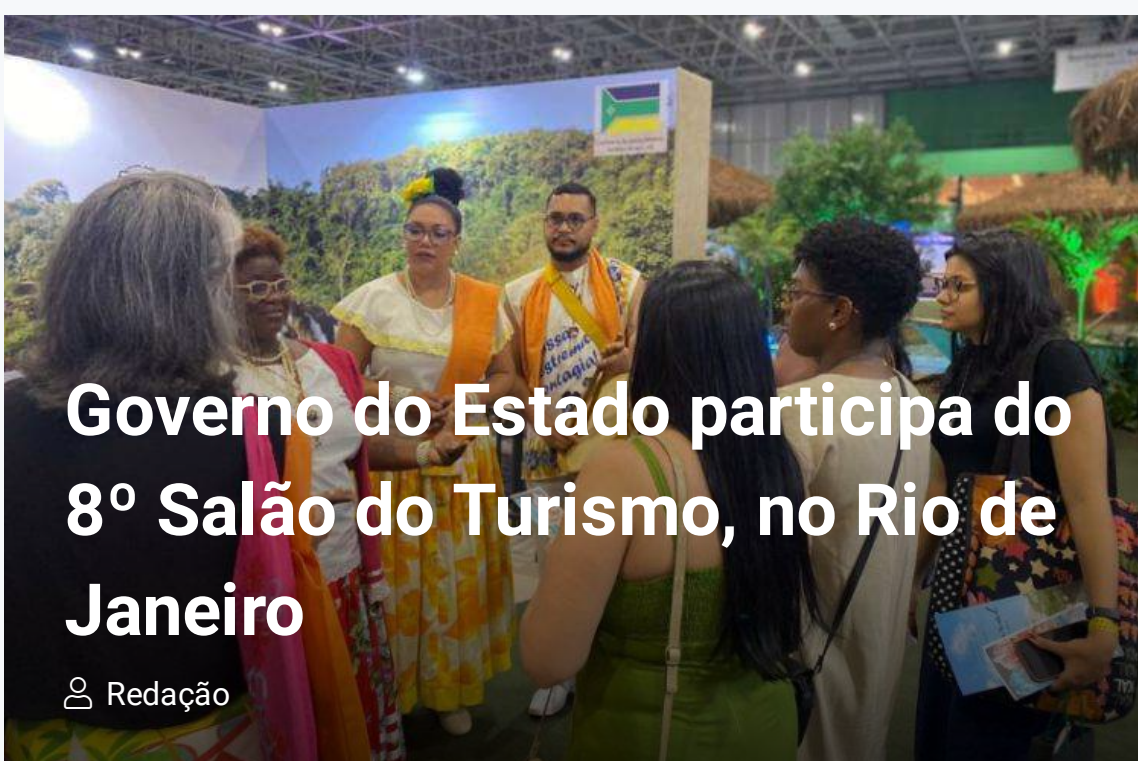 Governo do Estado participa do
8º Salão do Turismo, no Rio de
Janeiro
Redação